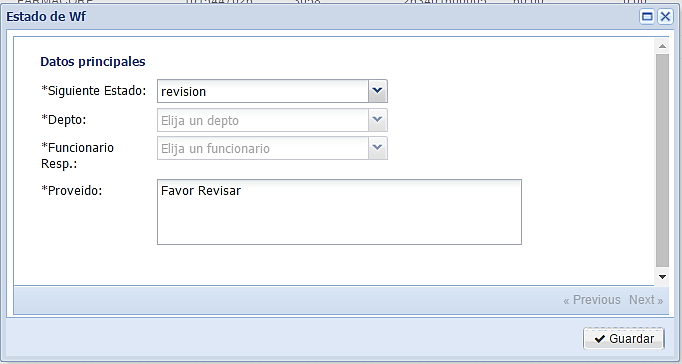 Estado de Wf
Datos principales
*Siguiente Estado: revision
*Depto: Elija un depto
*Funcionario Resp.: Elija un funcionario
*Proveido: Favor Revisar
« Previous Next »
Guardar